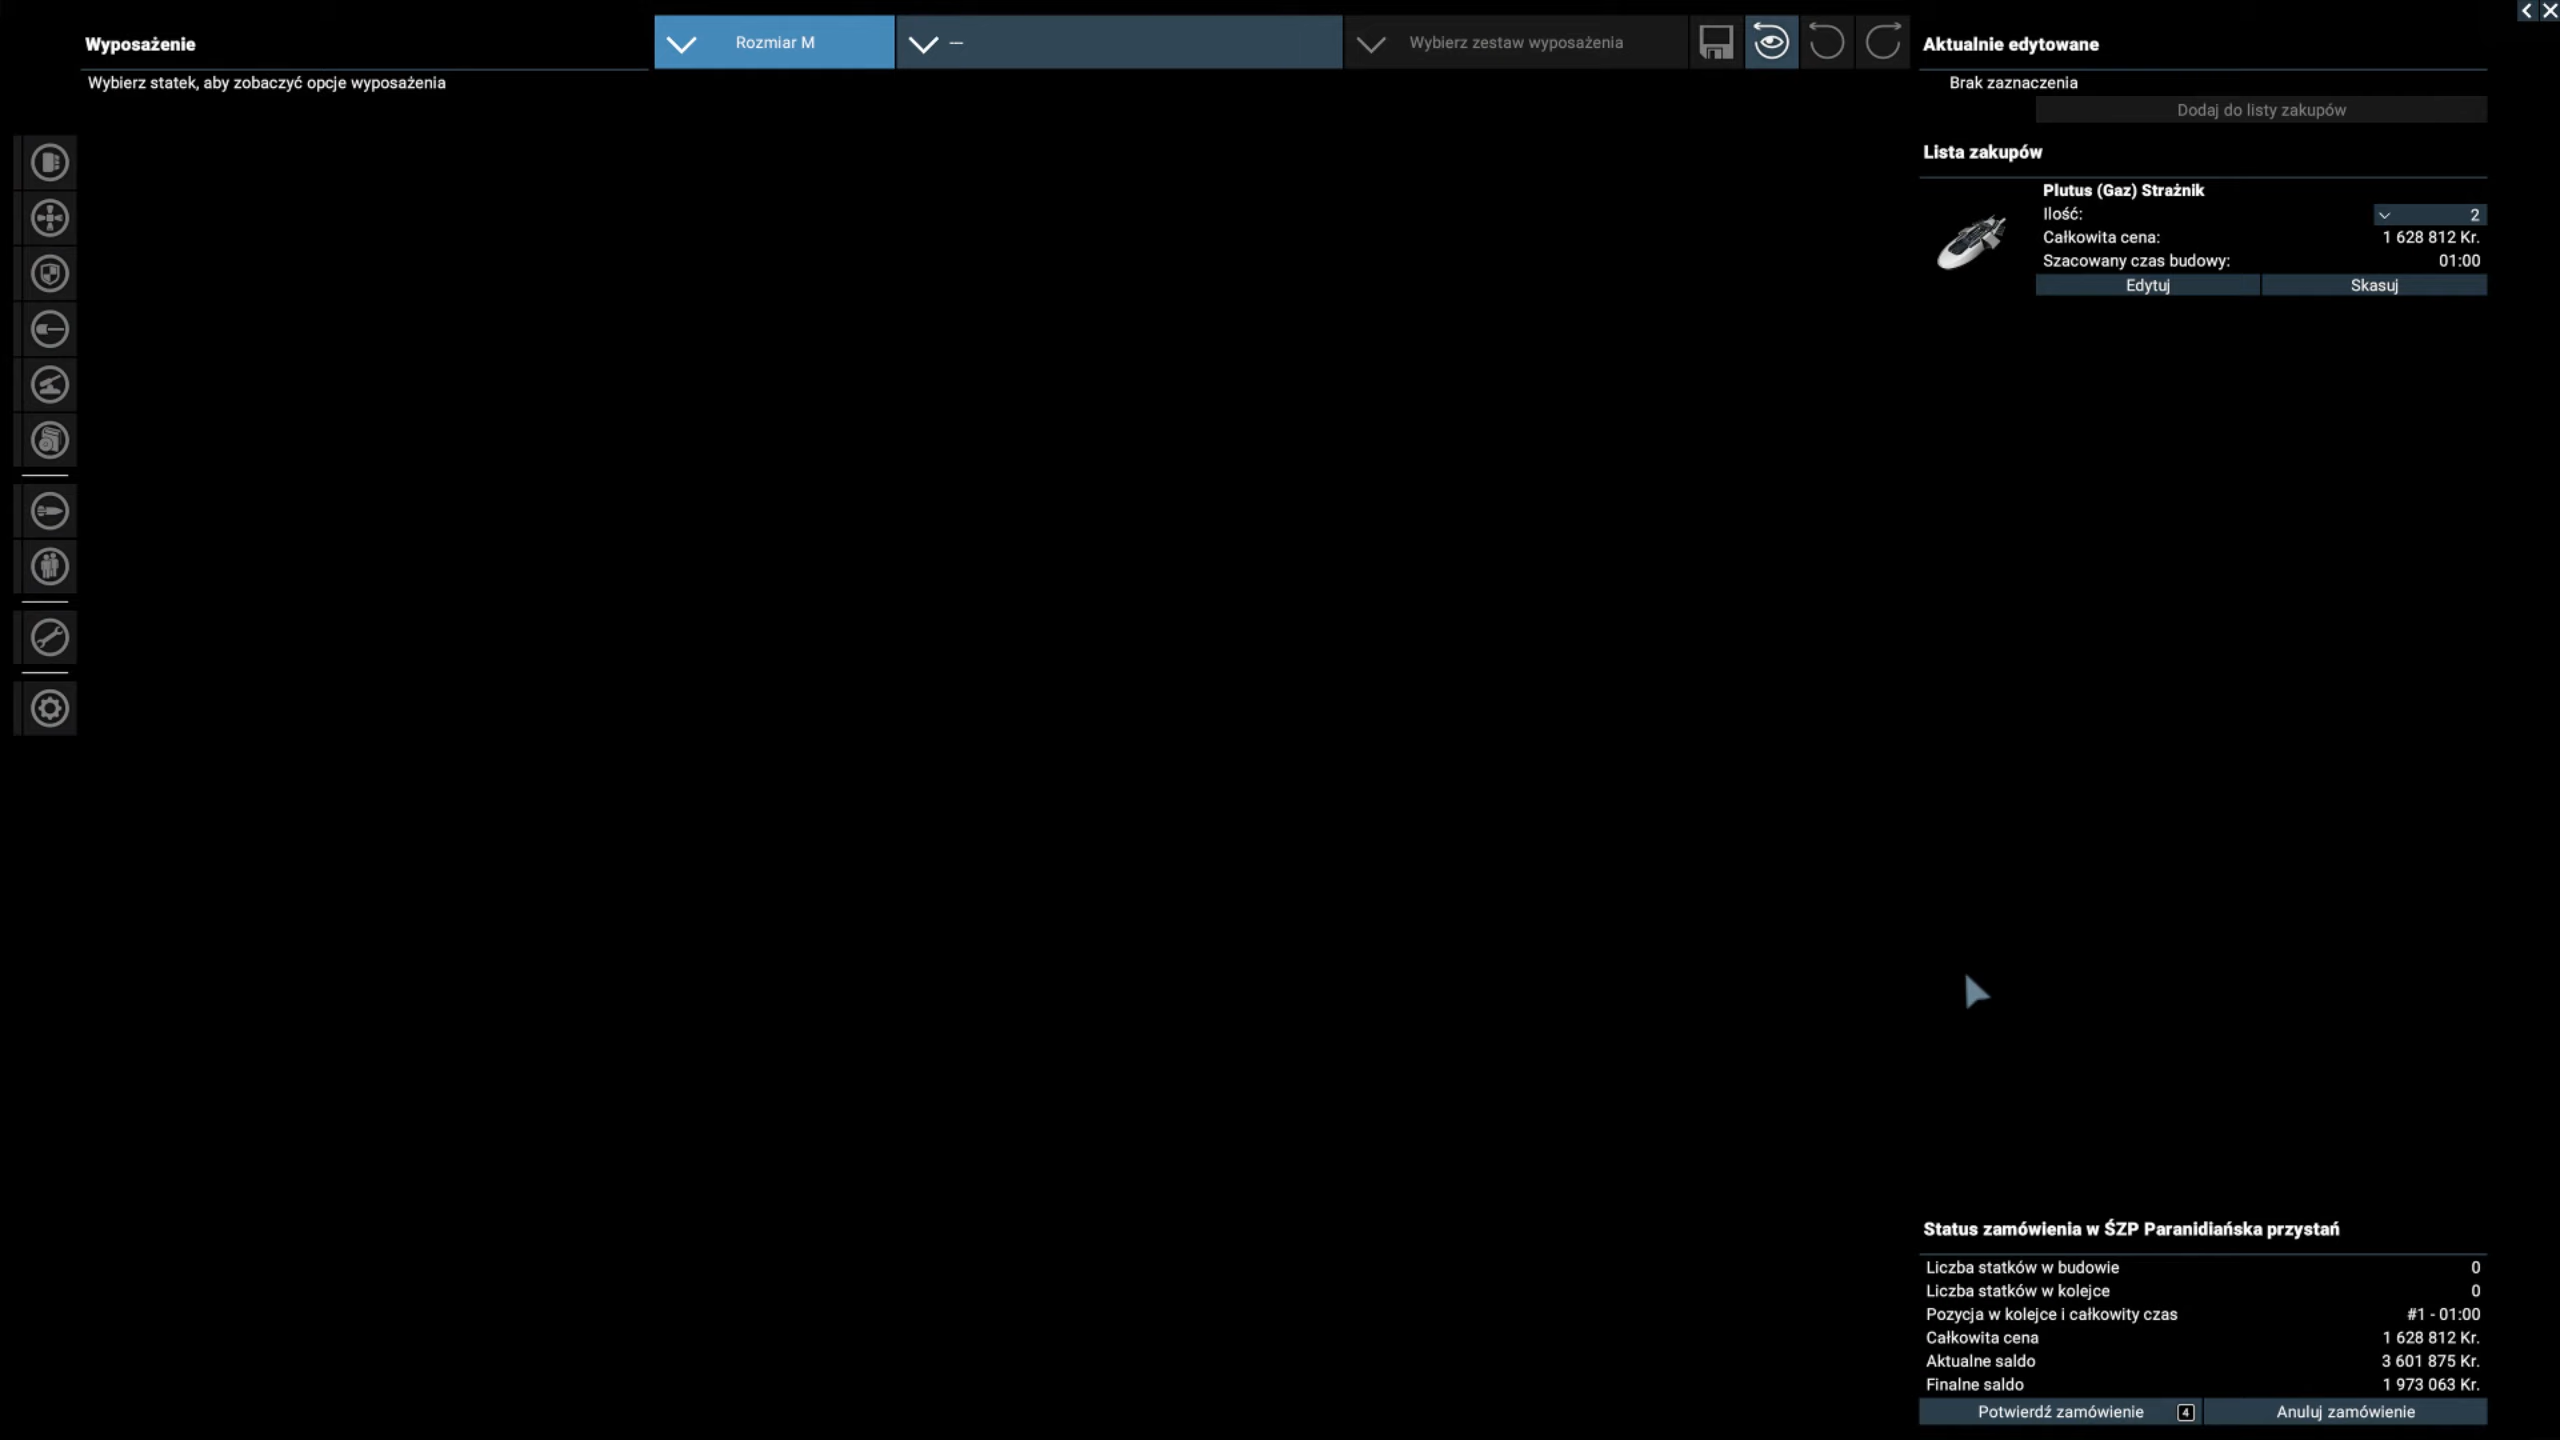 Wyposażenie
Wybierz statek, aby zobaczyć opcje wyposażenia
Rozmiar M
---
Wybierz zestaw wyposażenia
Aktualnie edytowane
Brak zaznaczenia
Dodaj do listy zakupów
Lista zakupów
Plutus (Gaz) Strażnik
Ilość: 2
Całkowita cena: 1 628 812 Kr.
Szacowany czas budowy: 01:00
Edytuj Skasuj
Status zamówienia w ŚZP Paranidiańska przystań
Liczba statków w budowie 0
Liczba statków w kolejce 0
Pozycja w kolejce i całkowity czas #1 - 01:00
Całkowita cena 1 628 812 Kr.
Aktualne saldo 3 601 875 Kr.
Finalne saldo 1 973 063 Kr.
Potwierdź zamówienie 4 Anuluj zamówienie